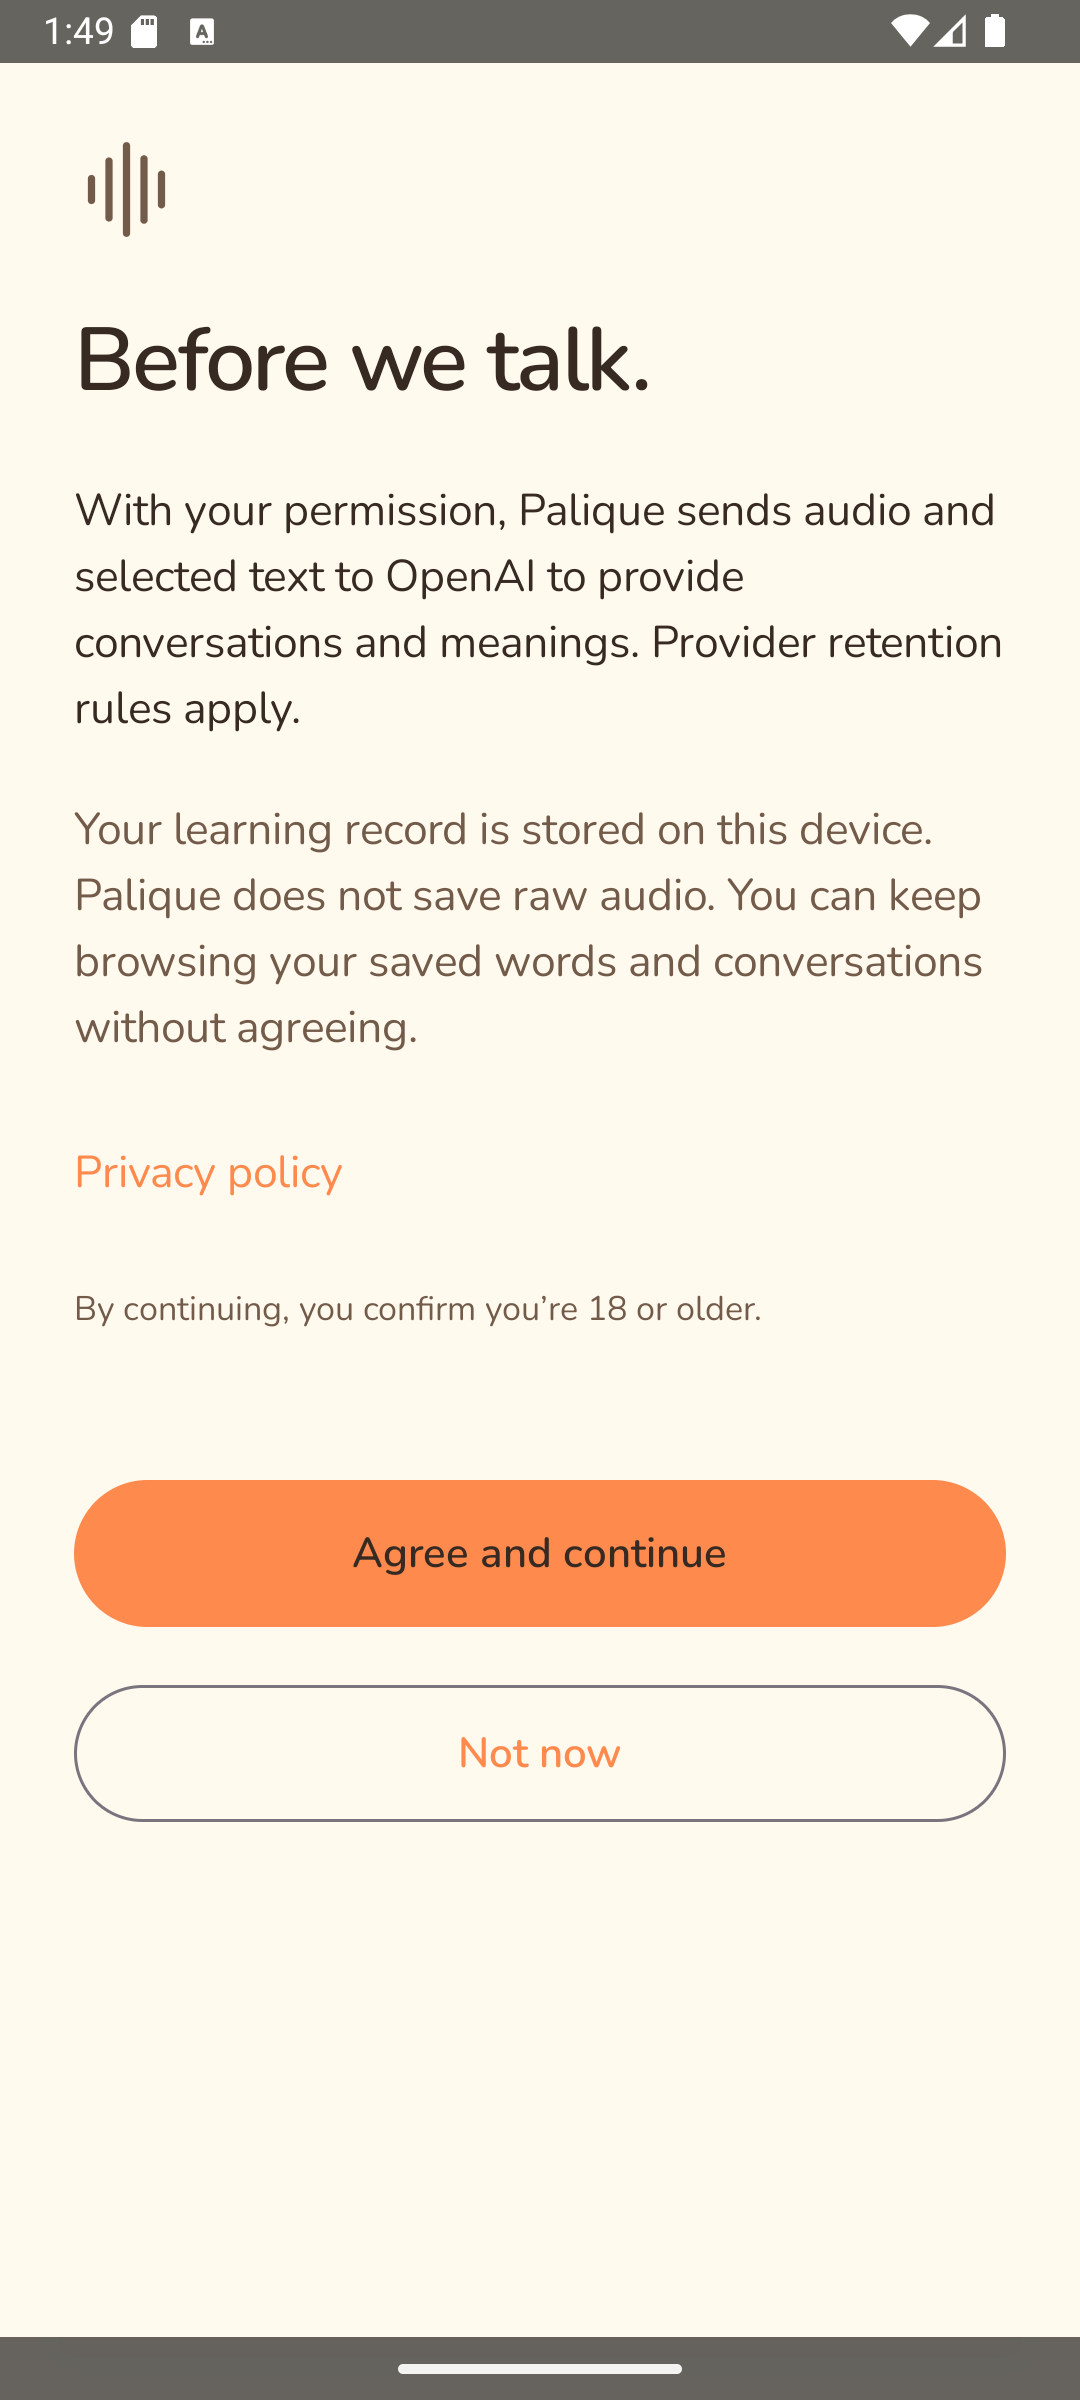 1:49
Before we talk.
With your permission, Palique sends audio and
selected text to OpenAI to provide
conversations and meanings. Provider retention
rules apply.
Your learning record is stored on this device.
Palique does not save raw audio. You can keep
browsing your saved words and conversations
without agreeing.
Privacy policy
By continuing, you confirm you’re 18 or older.
Agree and continue
Not now